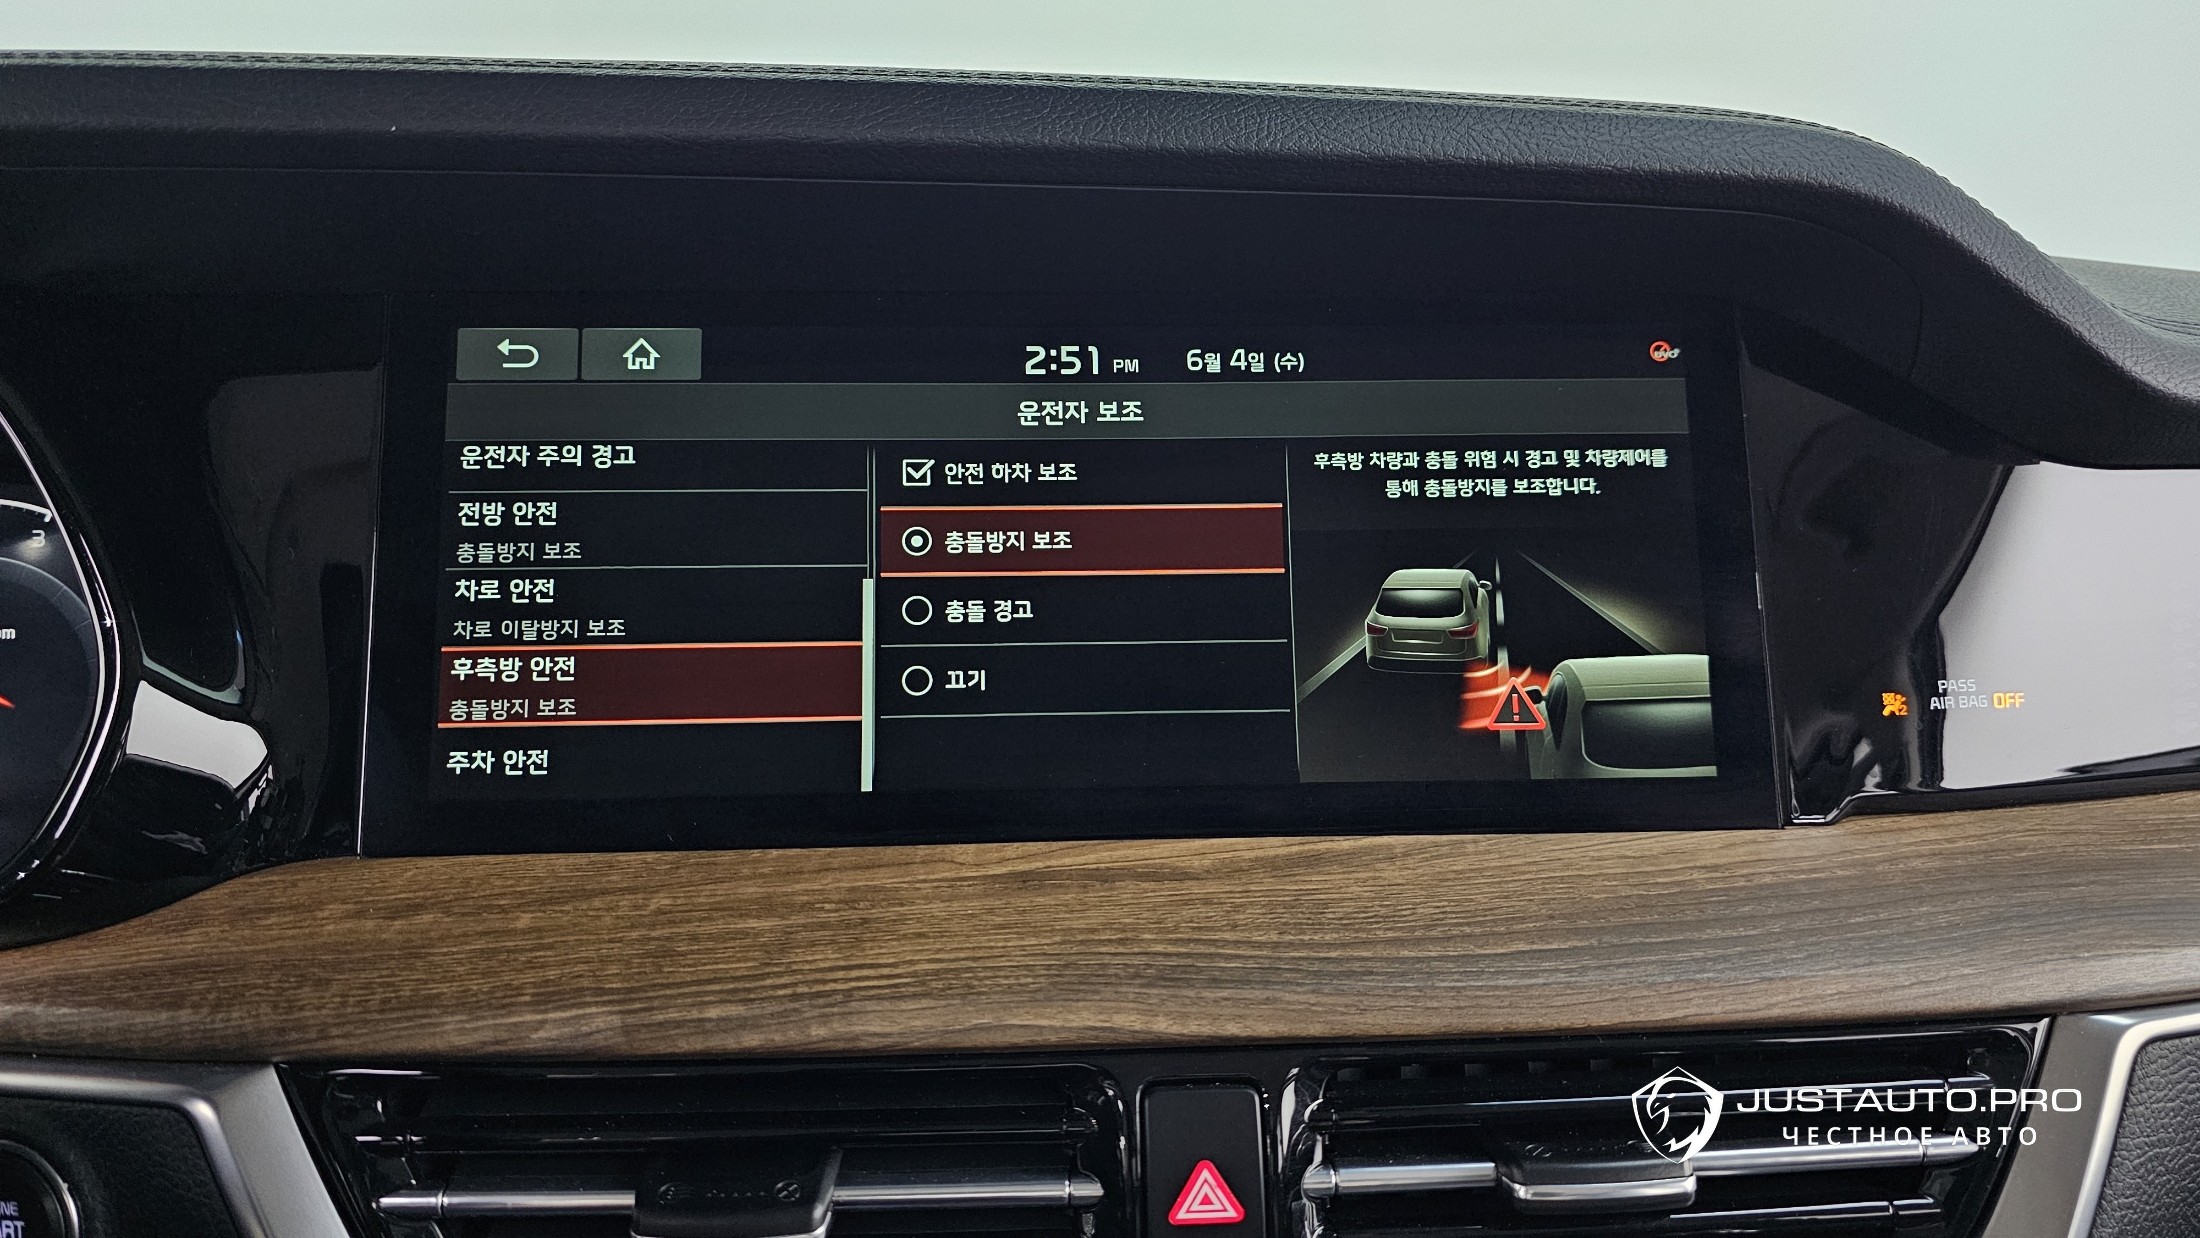 2:51 PM 6월 4일 (수)
운전자 보조
운전자 주의 경고
전방 안전
충돌방지 보조
차로 안전
차로 이탈방지 보조
후측방 안전
충돌방지 보조
주차 안전
안전 하차 보조
충돌방지 보조
충돌 경고
끄기
후측방 차량과 충돌 위험 시 경고 및 차량제어를
통해 충돌방지를 보조합니다.
3
PASS
AIR BAG OFF
JUSTAUTO.PRO
ЧЕСТНОЕ АВТО